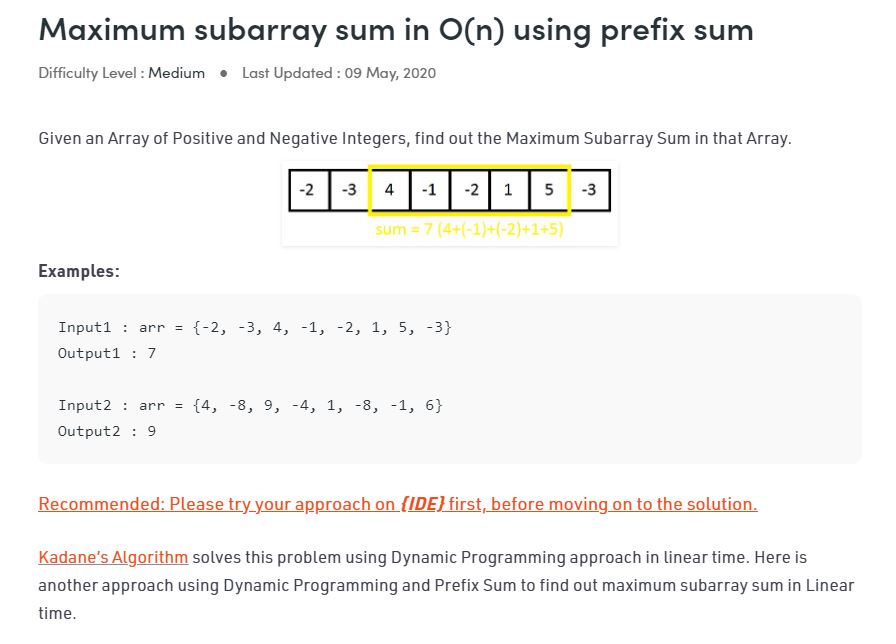 Maximum subarray sum in O(n) using prefix sum
Difficulty Level : Medium ● Last Updated : 09 May, 2020
Given an Array of Positive and Negative Integers, find out the Maximum Subarray Sum in that Array.
-2 -3 4 -1 -2 1 5 -3
sum = 7 (4+(-1)+(-2)+1+5)
Examples:
Input1 : arr = {-2, -3, 4, -1, -2, 1, 5, -3}
Output1 : 7
Input2 : arr = {4, -8, 9, -4, 1, -8, -1, 6}
Output2 : 9
Recommended: Please try your approach on {IDE} first, before moving on to the solution.
Kadane's Algorithm solves this problem using Dynamic Programming approach in linear time. Here is
another approach using Dynamic Programming and Prefix Sum to find out maximum subarray sum in Linear
time.